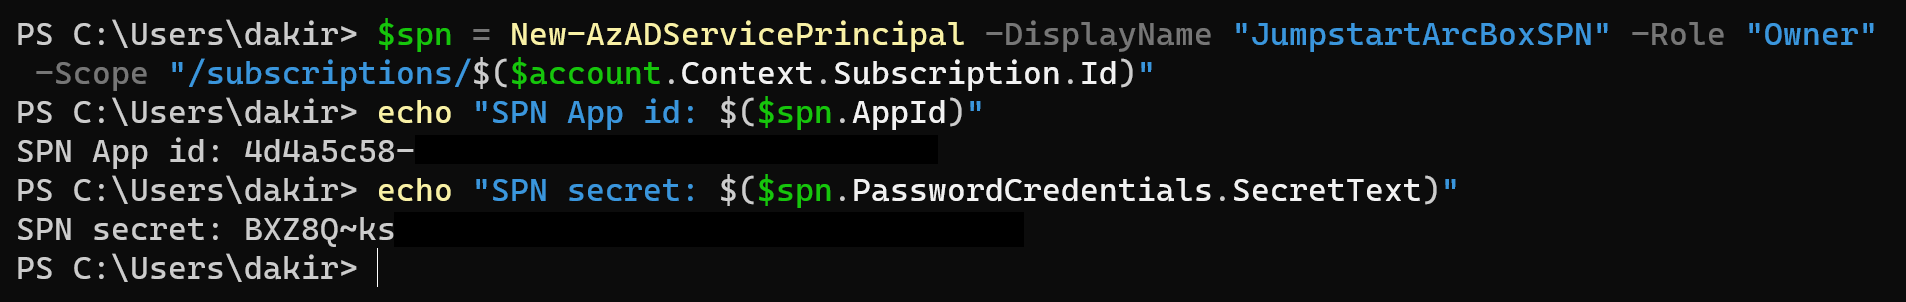 PS C:\Users\dakir> $spn = New-AzADServicePrincipal -DisplayName "JumpstartArcBoxSPN" -Role "Owner"
 -Scope "/subscriptions/$($account.Context.Subscription.Id)"
PS C:\Users\dakir> echo "SPN App id: $($spn.AppId)"
SPN App id: 4d4a5c58-
PS C:\Users\dakir> echo "SPN secret: $($spn.PasswordCredentials.SecretText)"
SPN secret: BXZ8Q~ks
PS C:\Users\dakir>